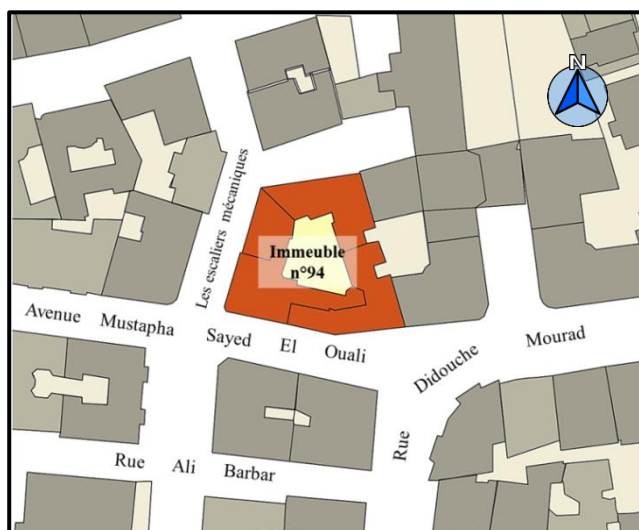 N
Les escaliers mécaniques
Immeuble
n°94
Avenue Mustapha Sayed El Ouali
Rue Didouche Mourad
Rue Ali Barbar